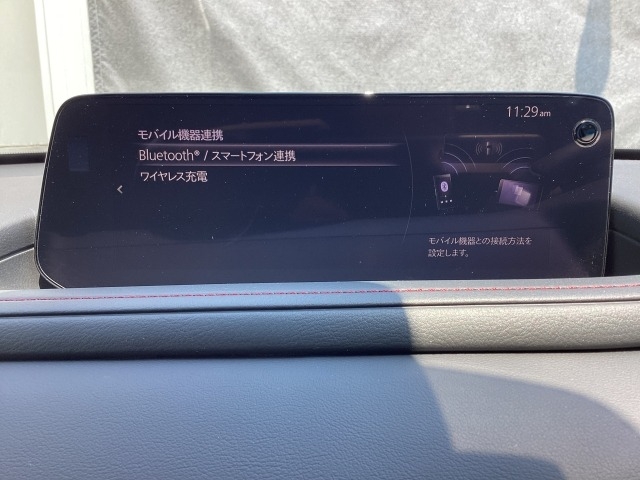 11:29 am
モバイル機器連携
Bluetooth® / スマートフォン連携
ワイヤレス充電
モバイル機器との接続方法を
設定します。